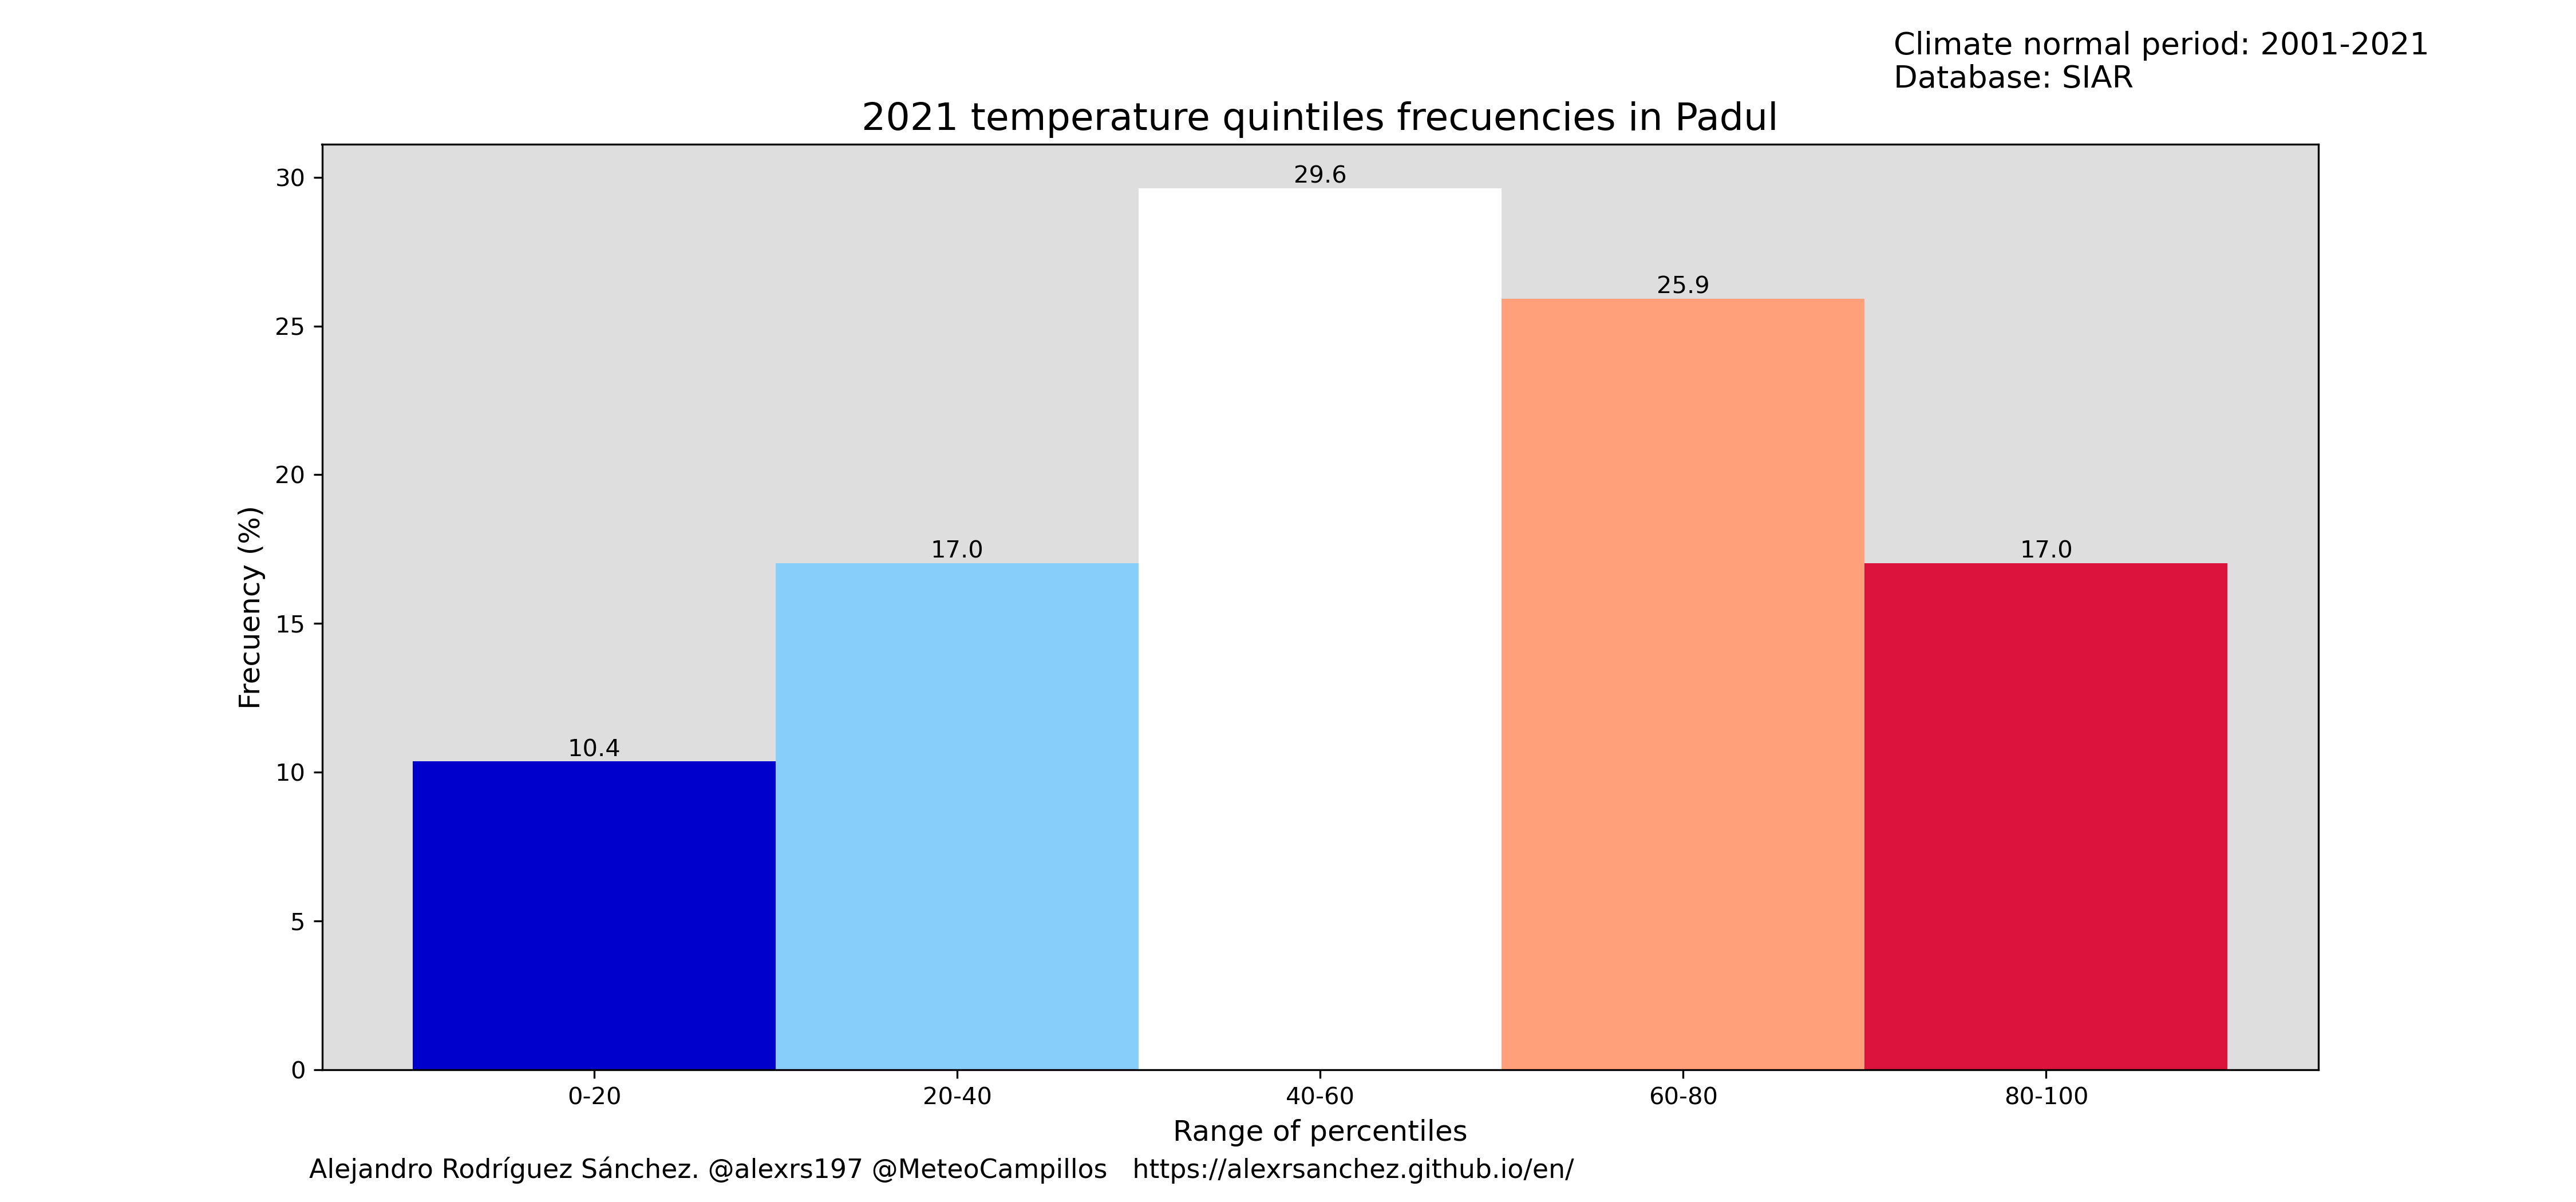 Climate normal period: 2001-2021
Database: SIAR
2021 temperature quintiles frecuencies in Padul
30
25
20
15
10
5
0
Frecuency (%)
10.4
17.0
29.6
25.9
17.0
0-20
20-40
40-60
60-80
80-100
Range of percentiles
Alejandro Rodríguez Sánchez. @alexrs197 @MeteoCampillos https://alexrsanchez.github.io/en/